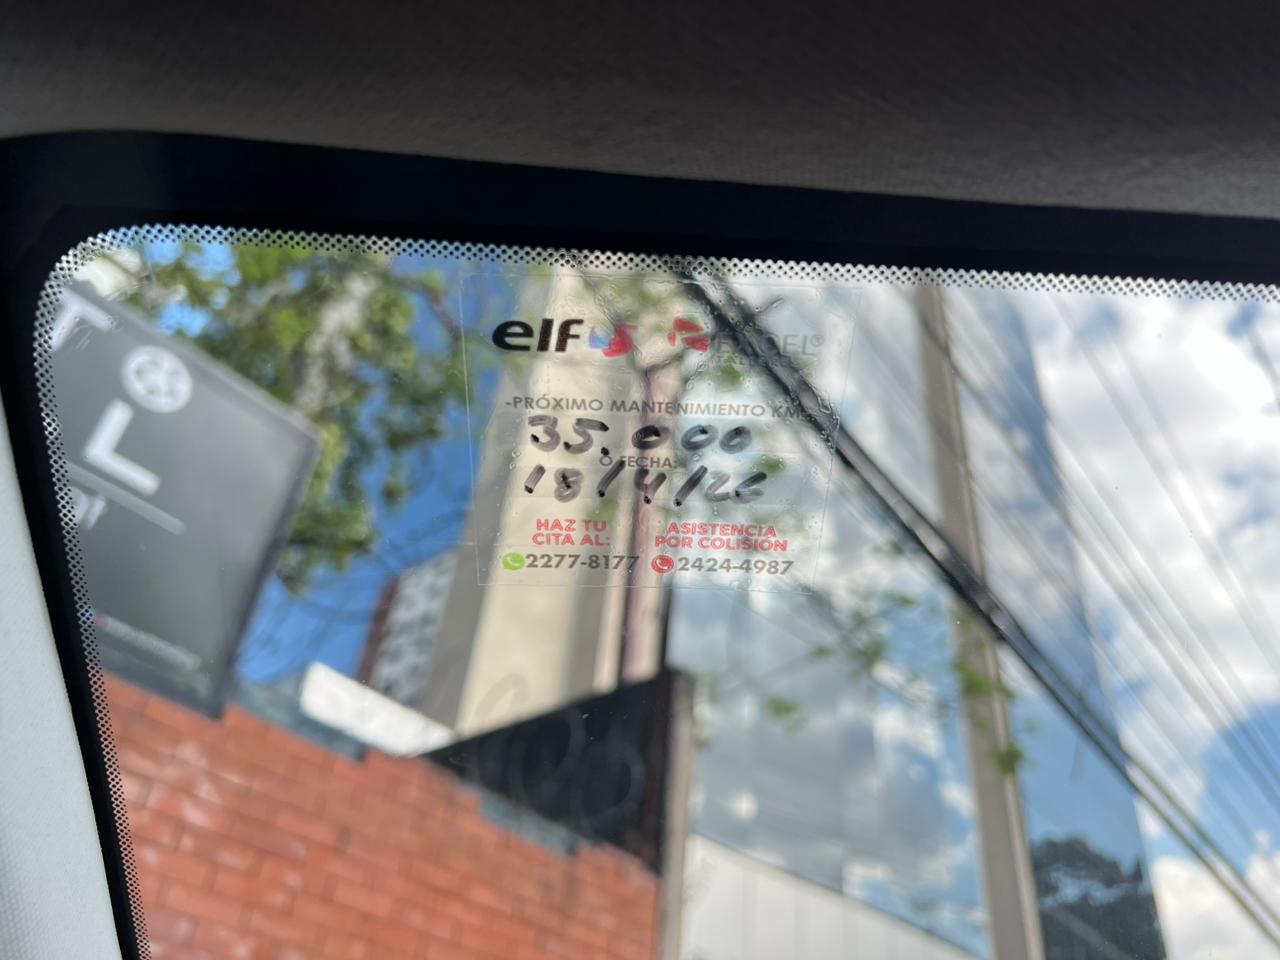 elf
EXCEL®
-PRÓXIMO MANTENIMIENTO KM:
35.000
O FECHA:
18/4/26
HAZ TU
CITA AL:
2277-8177
ASISTENCIA
POR COLISIÓN
2424-4987